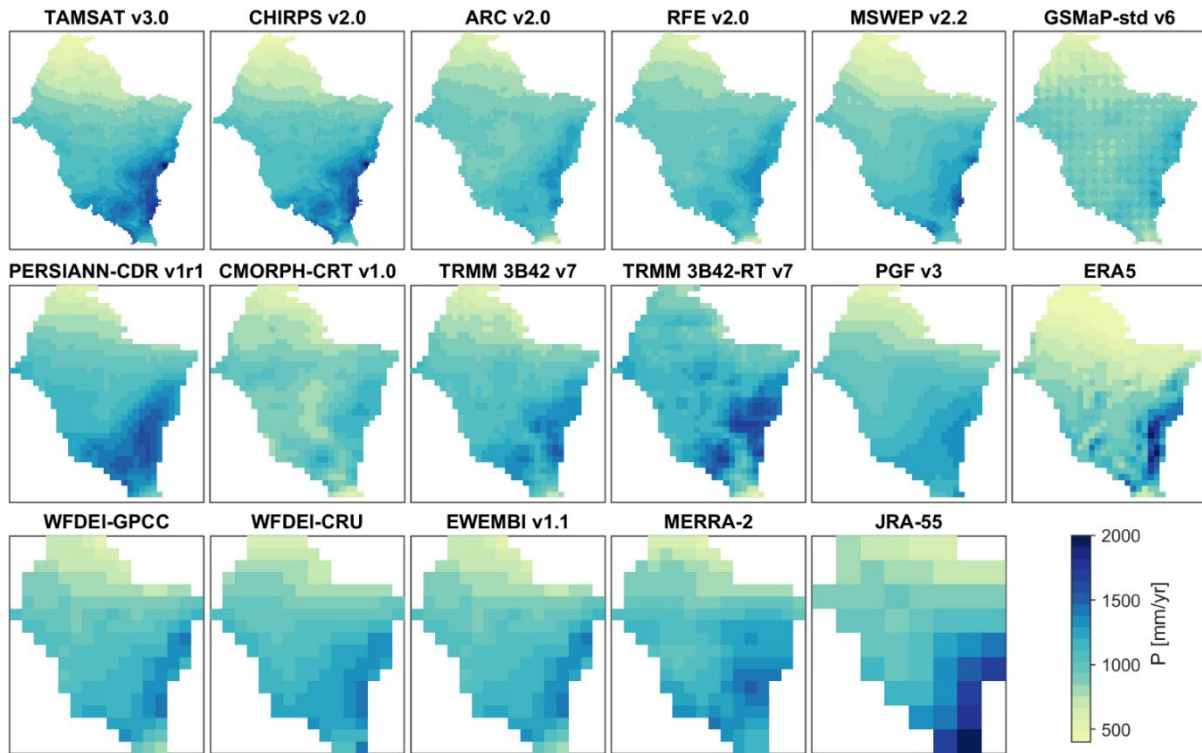 TAMSAT v3.0 CHIRPS v2.0 ARC v2.0 RFE v2.0 MSWEP v2.2 GSMaP-std v6
PERSIANN-CDR v1r1 CMORPH-CRT v1.0 TRMM 3B42 v7 TRMM 3B42-RT v7 PGF v3 ERA5
WFDEI-GPCC WFDEI-CRU EWEMBI v1.1 MERRA-2 JRA-55
2000
1500
1000
500
P [mm/yr]